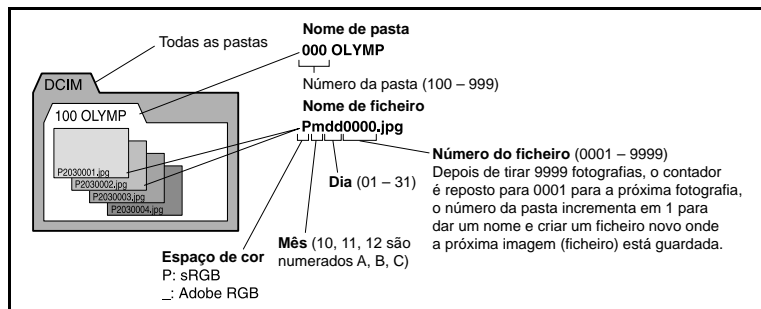 Todas as pastas
DCIM
100 OLYMP
P2030001.jpg
P2030002.jpg
P2030003.jpg
P2030004.jpg
Nome de pasta
000 OLYMP
Número da pasta (100 – 999)
Nome de ficheiro
Pmdd0000.jpg
Número do ficheiro (0001 – 9999)
Depois de tirar 9999 fotografias, o contador
é reposto para 0001 para a próxima fotografia,
o número da pasta incrementa em 1 para
dar um nome e criar um ficheiro novo onde
a próxima imagem (ficheiro) está guardada.
Dia (01 – 31)
Mês (10, 11, 12 são
numerados A, B, C)
Espaço de cor
P: sRGB
_: Adobe RGB